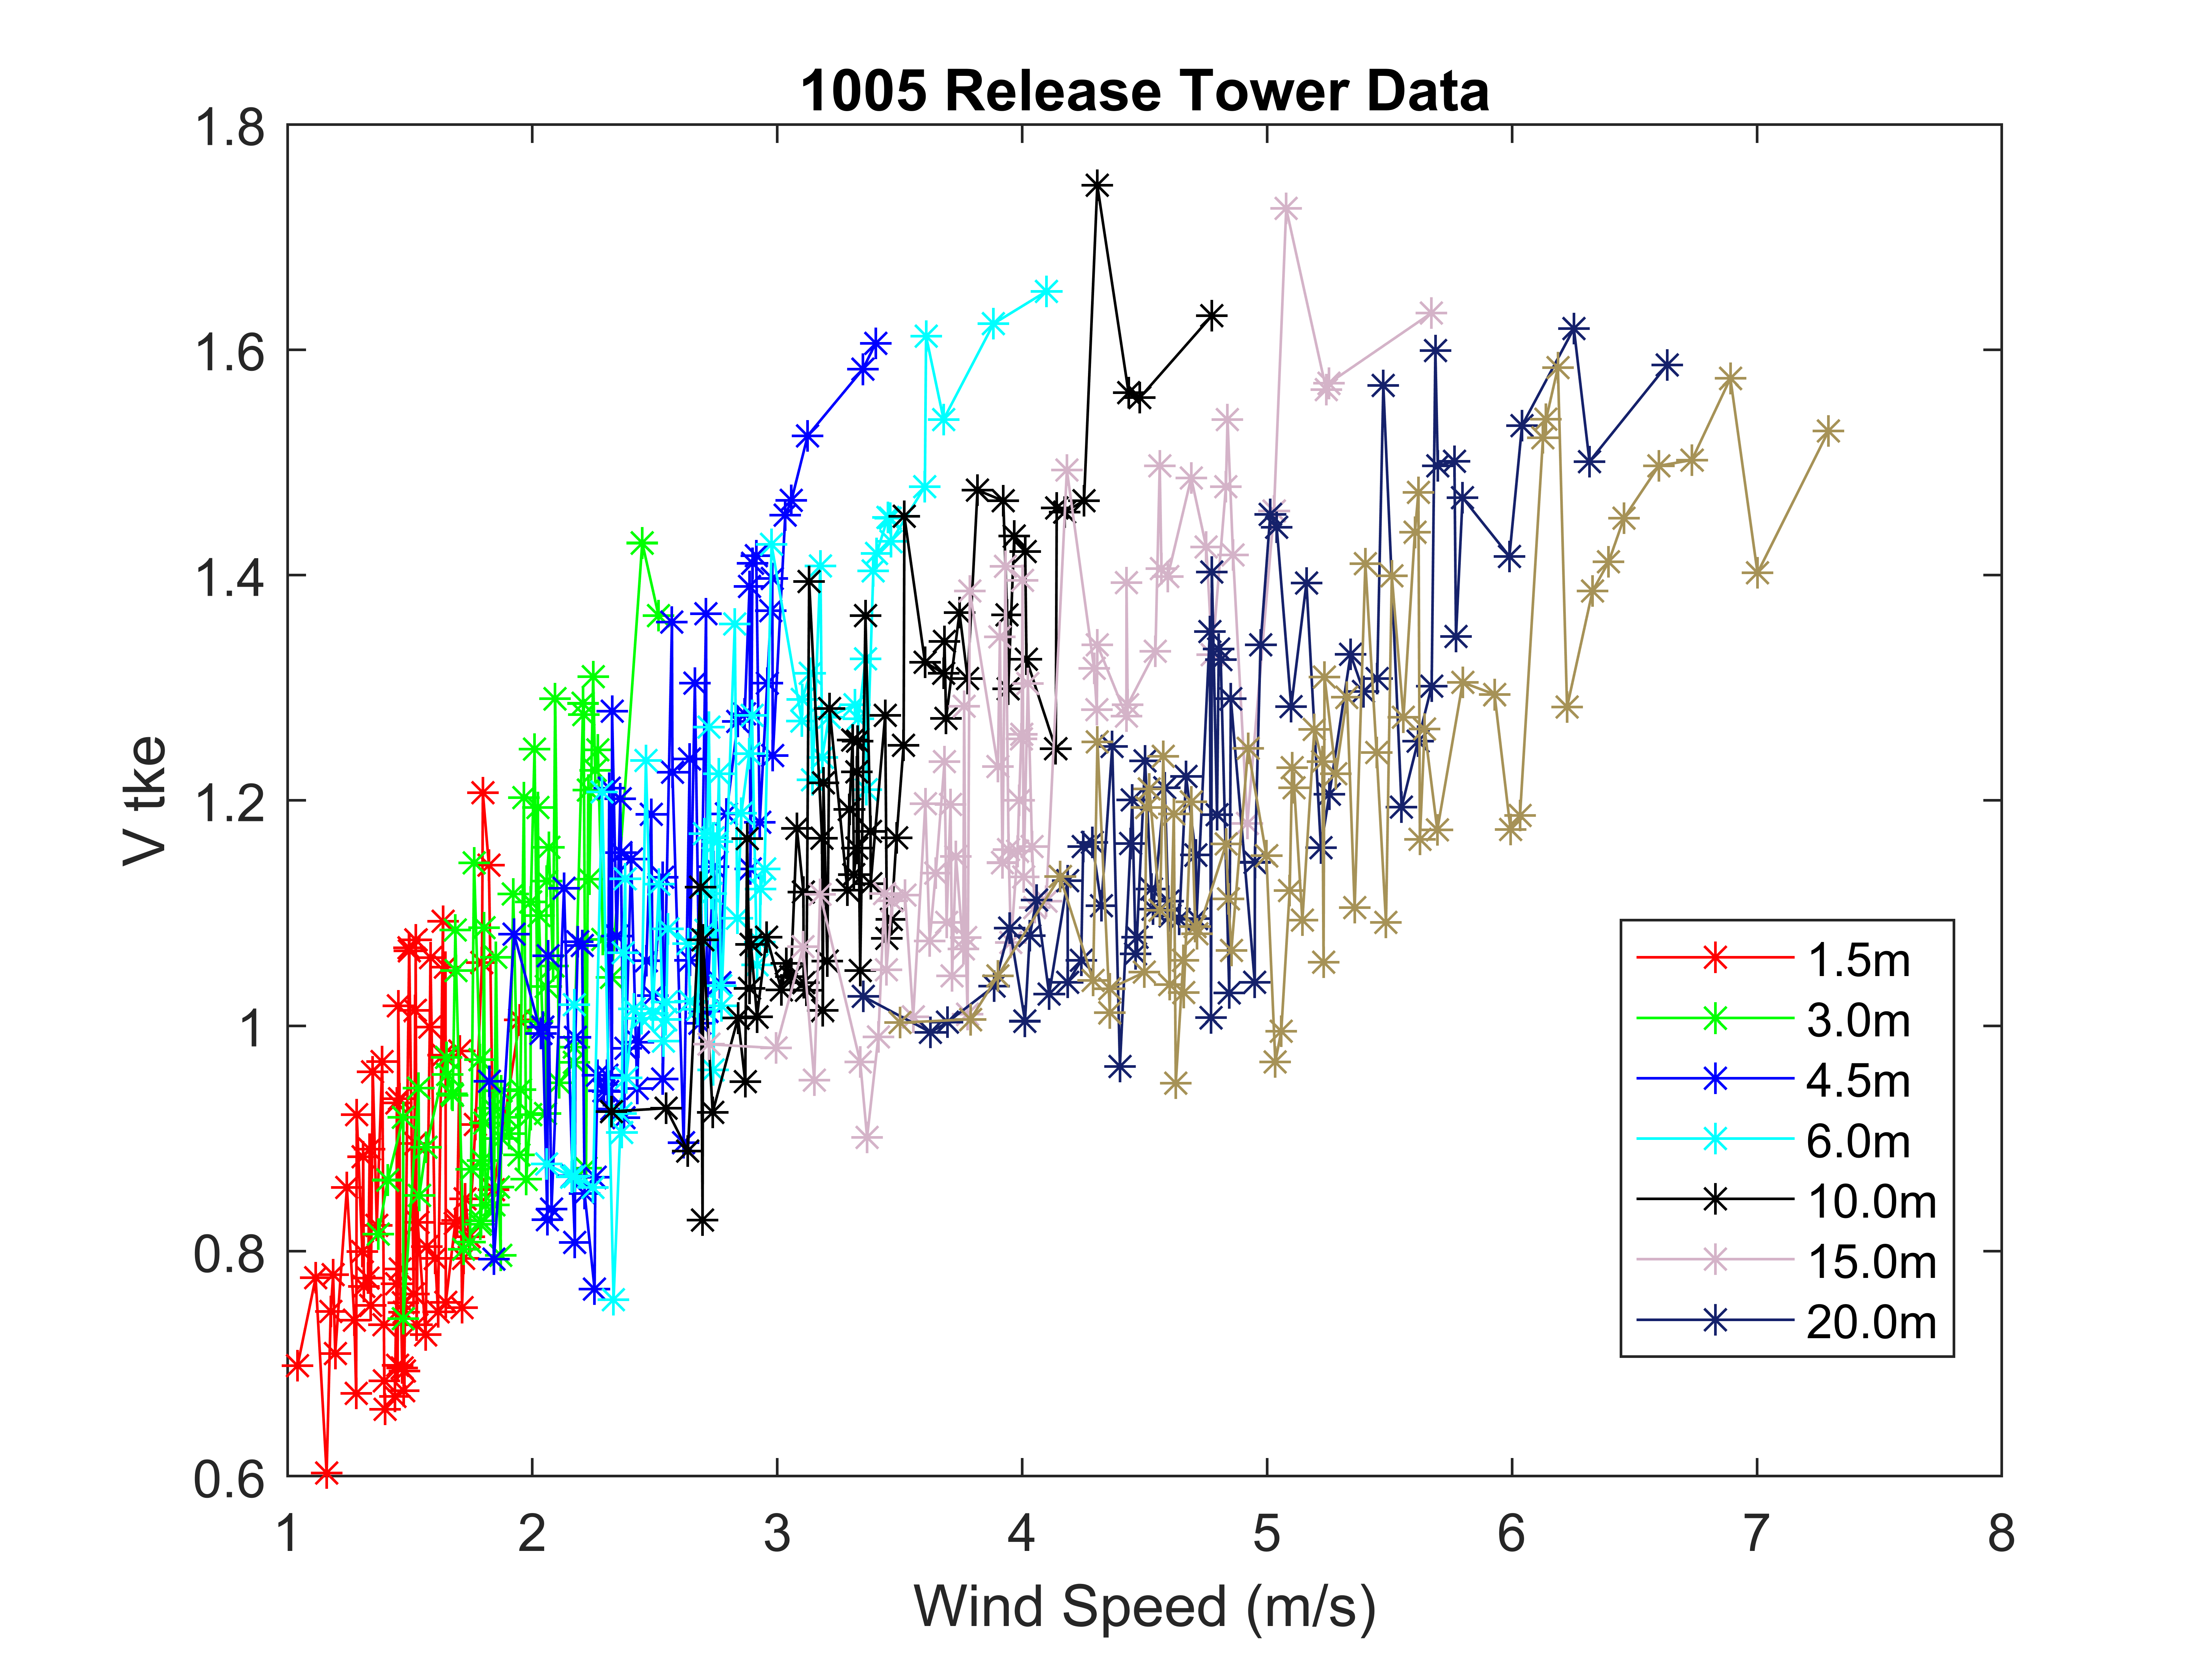 1005 Release Tower Data
1.8
1.6
1.4
1.2
1
0.8
0.6
V tke
1 2 3 4 5 6 7 8
Wind Speed (m/s)
1.5m
3.0m
4.5m
6.0m
10.0m
15.0m
20.0m